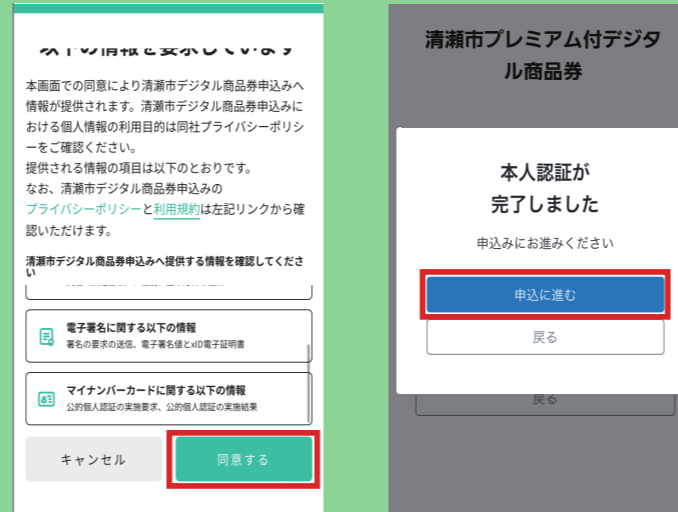 以下の情報を要求しています
本画面での同意により清瀬市デジタル商品券申込みへ
情報が提供されます。清瀬市デジタル商品券申込みに
おける個人情報の利用目的は同社プライバシーポリシ
ーをご確認ください。
提供される情報の項目は以下のとおりです。
なお、清瀬市デジタル商品券申込みの
プライバシーポリシーと利用規約は左記リンクから確
認いただけます。
清瀬市デジタル商品券申込みへ提供する情報を確認してくださ
い
電子署名に関する以下の情報
署名の要求の送信、電子署名値とxID電子証明書
マイナンバーカードに関する以下の情報
公的個人認証の実施要求、公的個人認証の実施結果
キャンセル
同意する
清瀬市プレミアム付デジタ
ル商品券
本人認証が
完了しました
申込みにお進みください
申込に進む
戻る
戻る